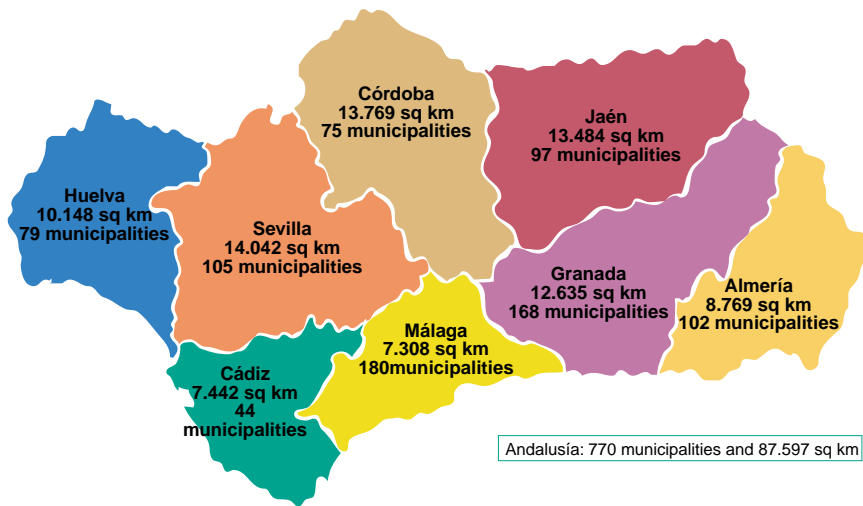 Córdoba
13.769 sq km
75 municipalities
Jaén
13.484 sq km
97 municipalities
Huelva
10.148 sq km
79 municipalities
Sevilla
14.042 sq km
105 municipalities
Granada
12.635 sq km
168 municipalities
Almería
8.769 sq km
102 municipalities
Málaga
7.308 sq km
180municipalities
Cádiz
7.442 sq km
44
municipalities
Andalusía: 770 municipalities and 87.597 sq km